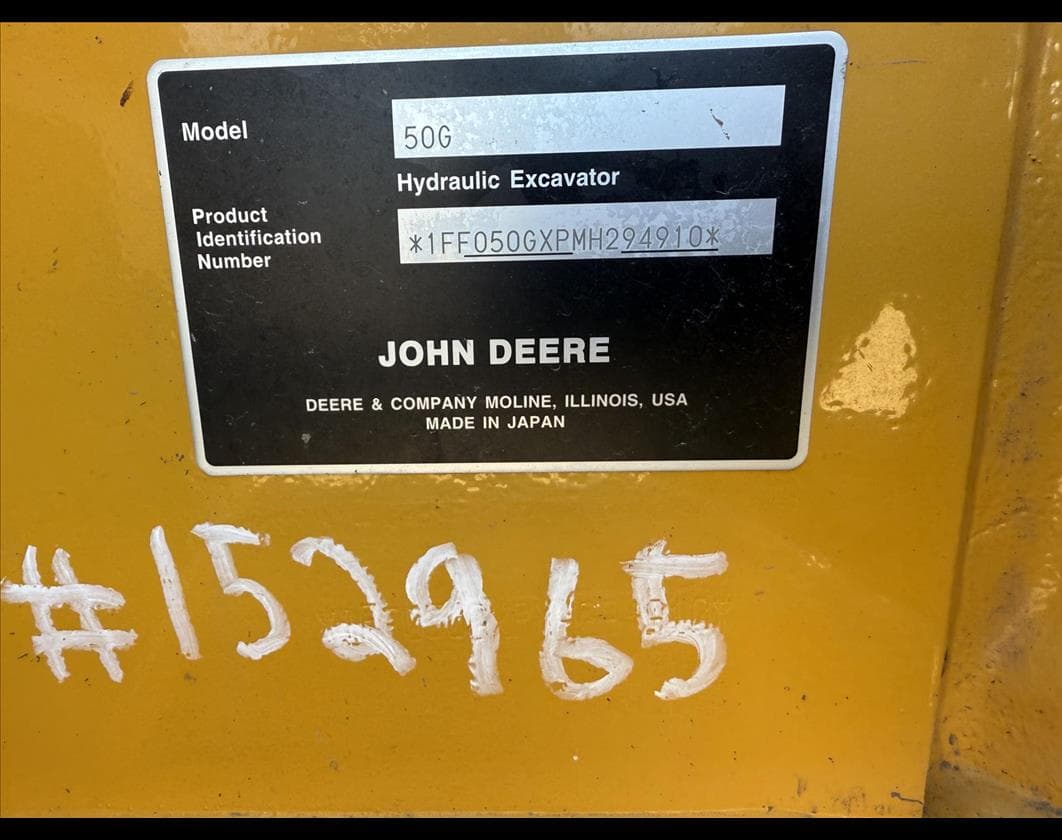 Model
50G
Hydraulic Excavator
Product
Identification
Number
*1FF050GXPMH294910*
JOHN DEERE
DEERE & COMPANY MOLINE, ILLINOIS, USA
MADE IN JAPAN
#152965